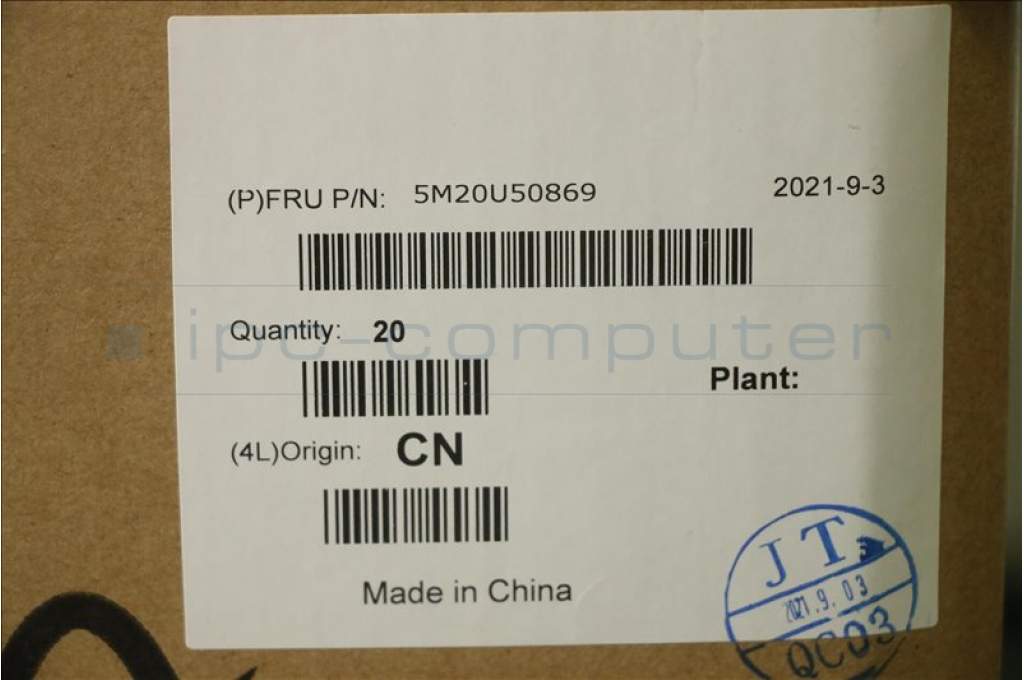 (P)FRU P/N: 5M20U50869
2021-9-3
ipc-computer
Quantity: 20
Plant:
(4L)Origin: CN
Made in China
JT
2021.9.03
QC03